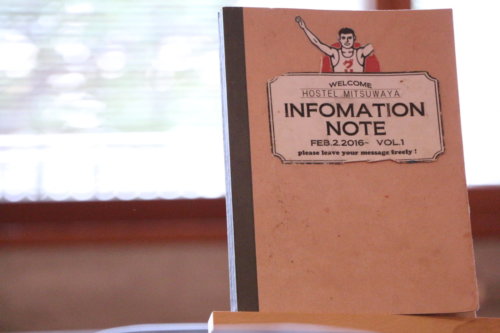 WELCOME
HOSTEL MITSUWAYA
INFOMATION
NOTE
FEB.2.2016~ VOL.1
please leave your message freely !